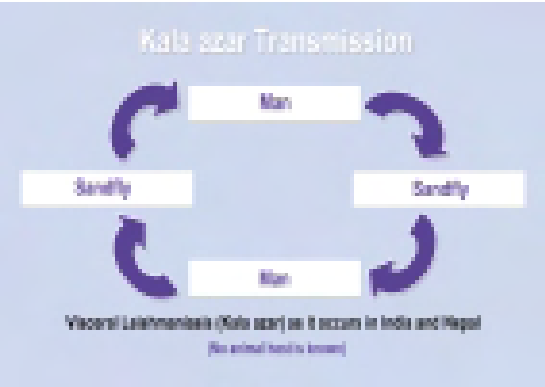 Kala azar Transmission
Man
Sandfly
Sandfly
Man
Visceral Leishmaniasis (Kala azar) as it occurs in India and Nepal
(No animal host is known)